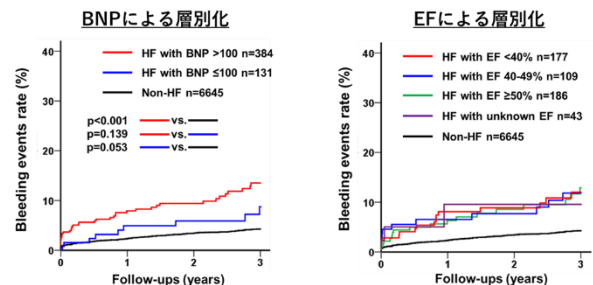 BNPによる層別化
40
30
20
10
0
Bleeding events rate (%)
HF with BNP >100 n=384
HF with BNP ≤100 n=131
Non-HF n=6645
p<0.001 vs.
p=0.139 vs.
p=0.053 vs.
0 1 2 3
Follow-ups (years)
EFによる層別化
40
30
20
10
0
Bleeding events rate (%)
HF with EF <40% n=177
HF with EF 40-49% n=109
HF with EF ≥50% n=186
HF with unknown EF n=43
Non-HF n=6645
0 1 2 3
Follow-ups (years)